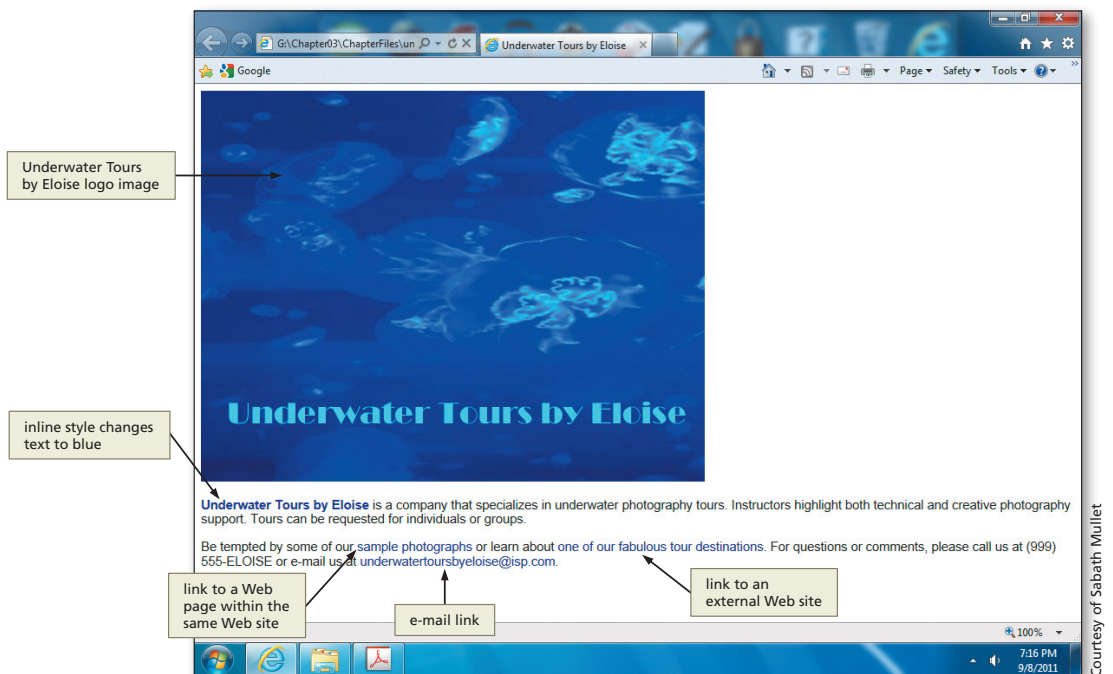 G:\Chapter03\ChapterFiles\un
Underwater Tours by Eloise
Google
Page
Safety
Tools
Underwater Tours
by Eloise logo image
Underwater Tours by Eloise
inline style changes
text to blue
Underwater Tours by Eloise is a company that specializes in underwater photography tours. Instructors highlight both technical and creative photography
support. Tours can be requested for individuals or groups.
Be tempted by some of our sample photographs or learn about one of our fabulous tour destinations. For questions or comments, please call us at (999)
555-ELOISE or e-mail us at underwatertoursbyeloise@isp.com.
link to a Web
page within the
same Web site
e-mail link
link to an
external Web site
100%
7:16 PM
9/8/2011
Courtesy of Sabath Mullet